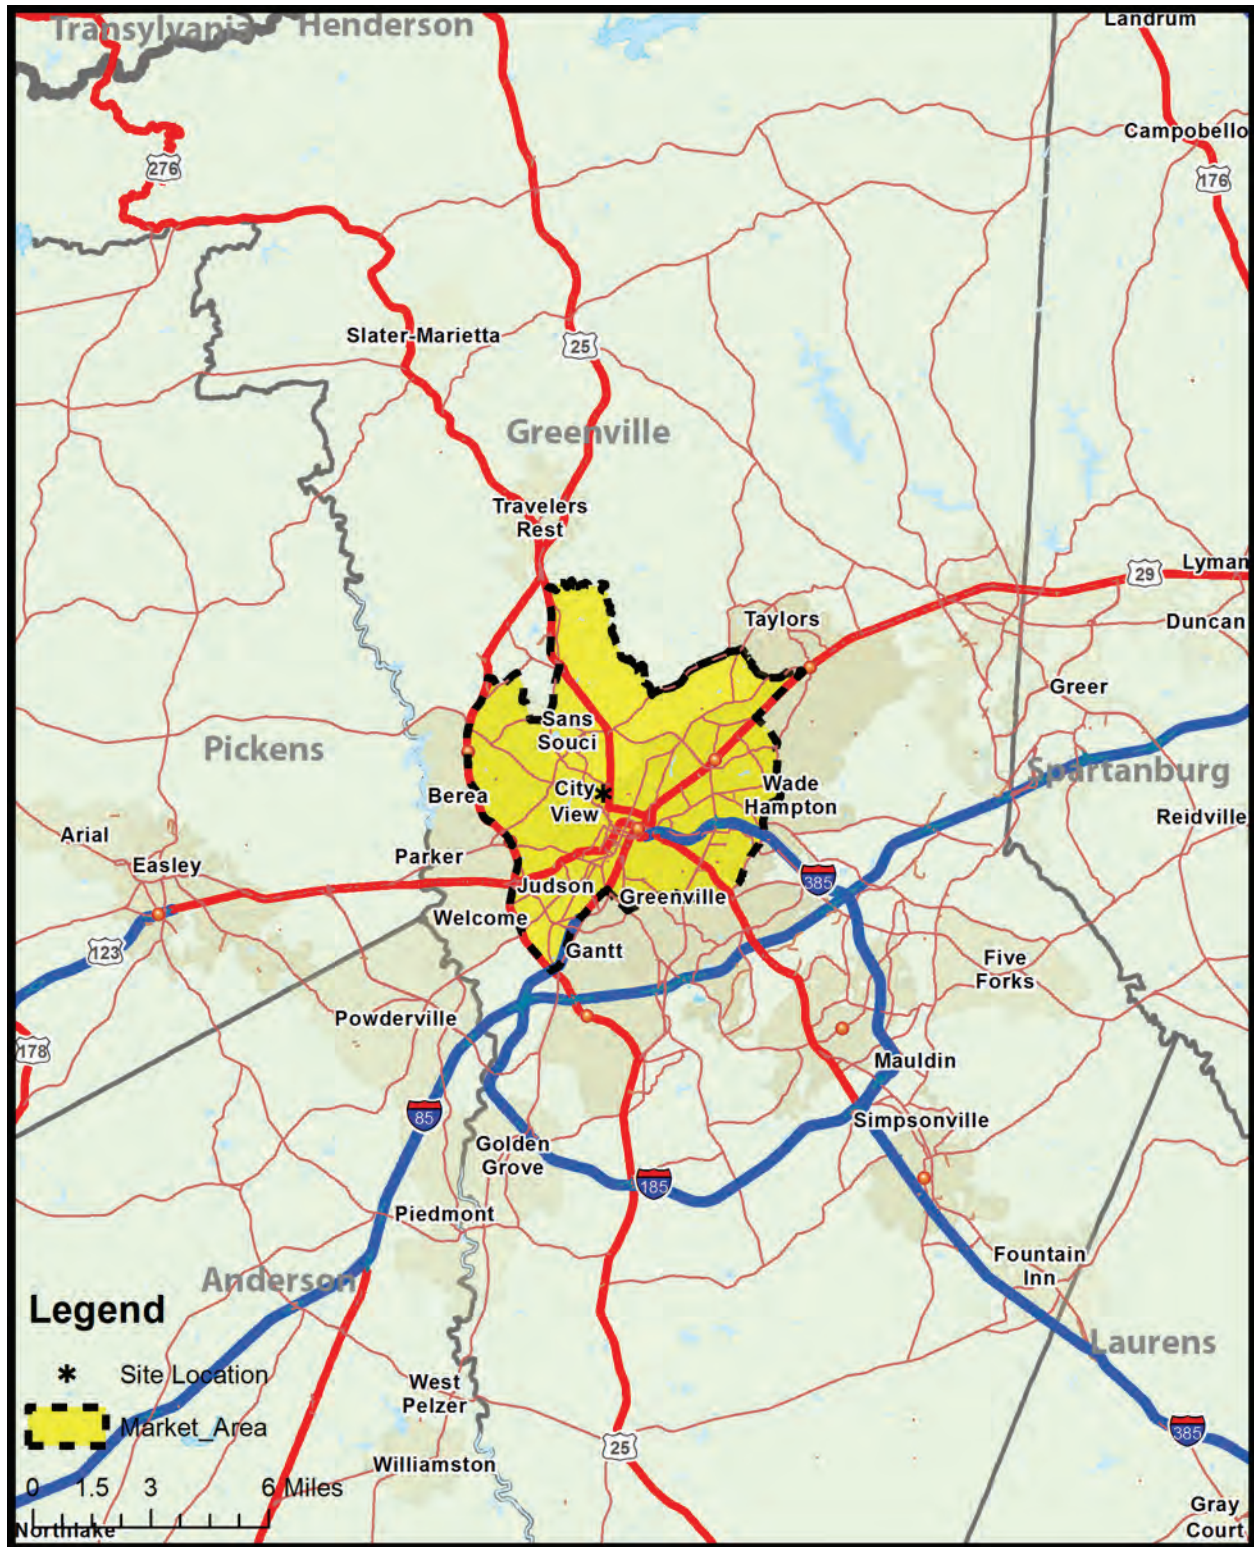 Transylvania
Henderson
Landrum
Campobello
276
176
Slater-Marietta
25
Greenville
Travelers
Rest
29
Lyman
Taylors
Duncan
Greer
Sans
Souci
Pickens
Spartanburg
City
View
Wade
Hampton
Berea
Reidville
Arial
Parker
Easley
385
Judson
Greenville
Welcome
123
Gantt
Five
Forks
Powderville
178
Mauldin
85
Simpsonville
Golden
Grove
185
Piedmont
Fountain
Inn
Anderson
Legend
Laurens
Site Location
West
Pelzer
Market_Area
385
25
Williamston
0 1.5 3 6 Miles
Gray
Court
Northlake